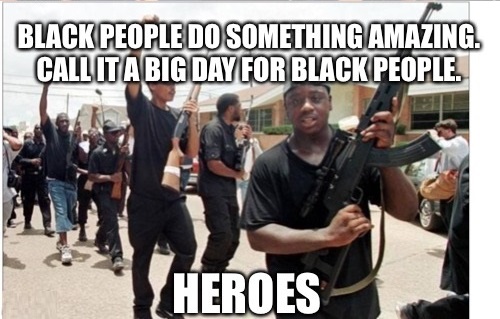 BLACK PEOPLE DO SOMETHING AMAZING.
CALL IT A BIG DAY FOR BLACK PEOPLE.
HEROES